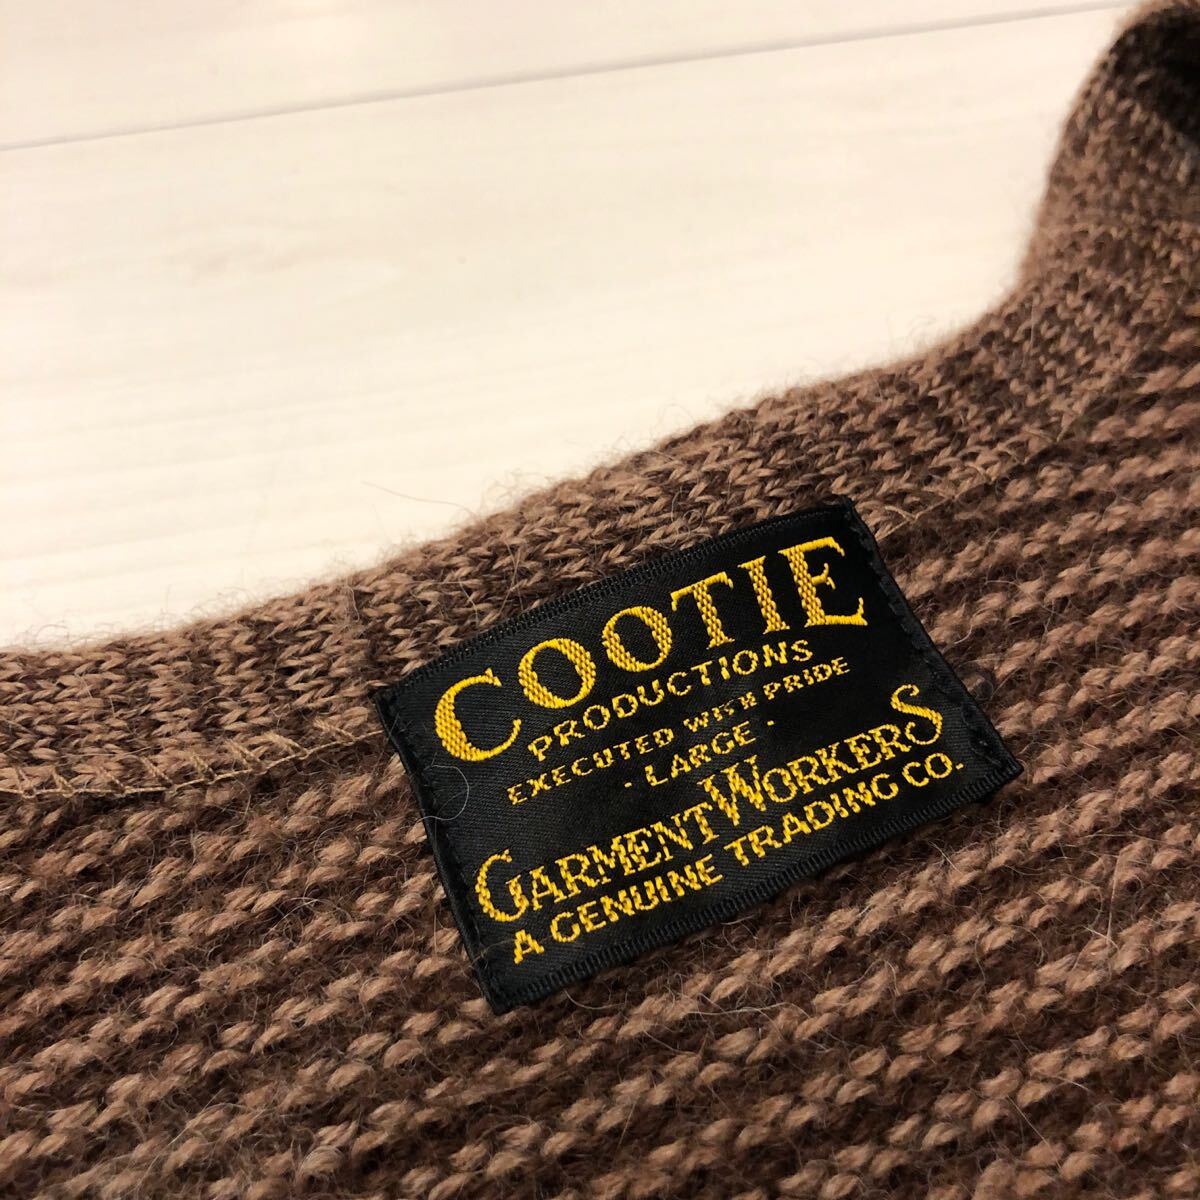 COOTIE
PRODUCTIONS
EXECUTED WITH PRIDE
· LARGE ·
GARMENT WORKERS
A GENUINE TRADING CO.